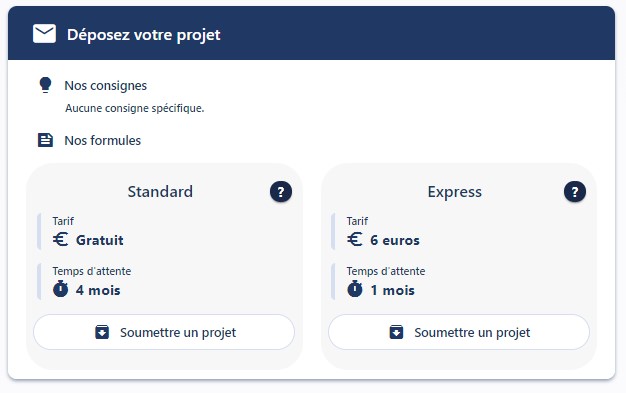 Déposez votre projet
Nos consignes
Aucune consigne spécifique.
Nos formules
Standard ?
Tarif
Gratuit
Temps d'attente
4 mois
Soumettre un projet
Express ?
Tarif
6 euros
Temps d'attente
1 mois
Soumettre un projet